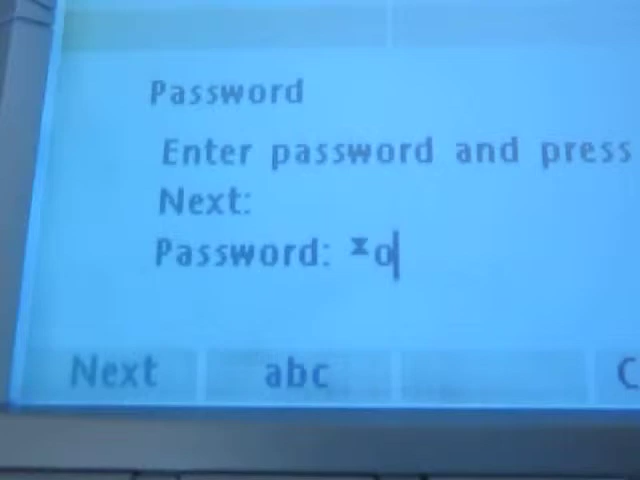 Password
Enter password and press
Next:
Password: *o
Next abc C